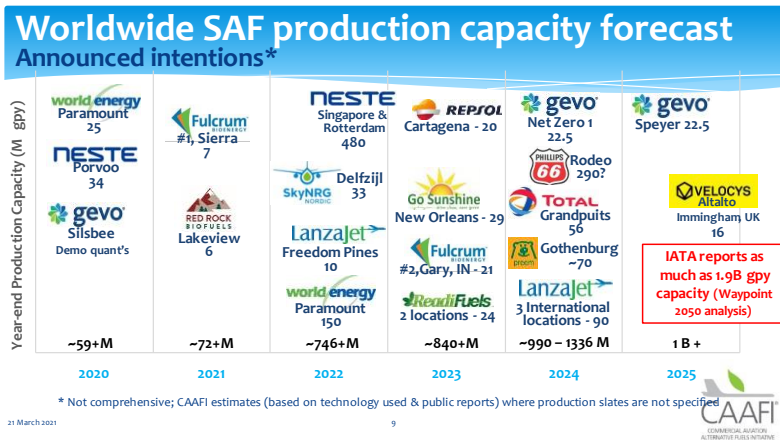 Worldwide SAF production capacity forecast
Announced intentions*
Year-end Production Capacity (M gpy)
world energy
Paramount
25
NESTE
Porvoo
34
gevo
Silsbee
Demo quant's
~59+M
2020
Fulcrum
BIOENERGY
#1, Sierra
7
RED ROCK
BIOFUELS
Lakeview
6
~72+M
2021
NESTE
Singapore &
Rotterdam
480
SKYNRG
NORDIC
Delfzijl
33
LanzaJet
Freedom Pines
10
world energy
Paramount
150
~746+M
2022
REPSOL
Cartagena - 20
Go Sunshine
New Orleans - 29
Fulcrum
BIOENERGY
#2,Gary, IN - 21
ReadiFuels
2 locations - 24
~840+M
2023
gevo
Net Zero 1
22.5
PHILLIPS
66
Rodeo
290?
TOTAL
Grandpuits
56
preem
Gothenburg
~70
LanzaJet
3 International
locations - 90
~990 – 1336 M
2024
gevo
Speyer 22.5
VELOCYS
Altalto
Immingham, UK
16
IATA reports as
much as 1.9B gpy
capacity (Waypoint
2050 analysis)
1 B +
2025
* Not comprehensive; CAAFI estimates (based on technology used & public reports) where production slates are not specified
21 March 2021
9
CAAFI
COMMERCIAL AVIATION
ALTERNATIVE FUELS INITIATIVE